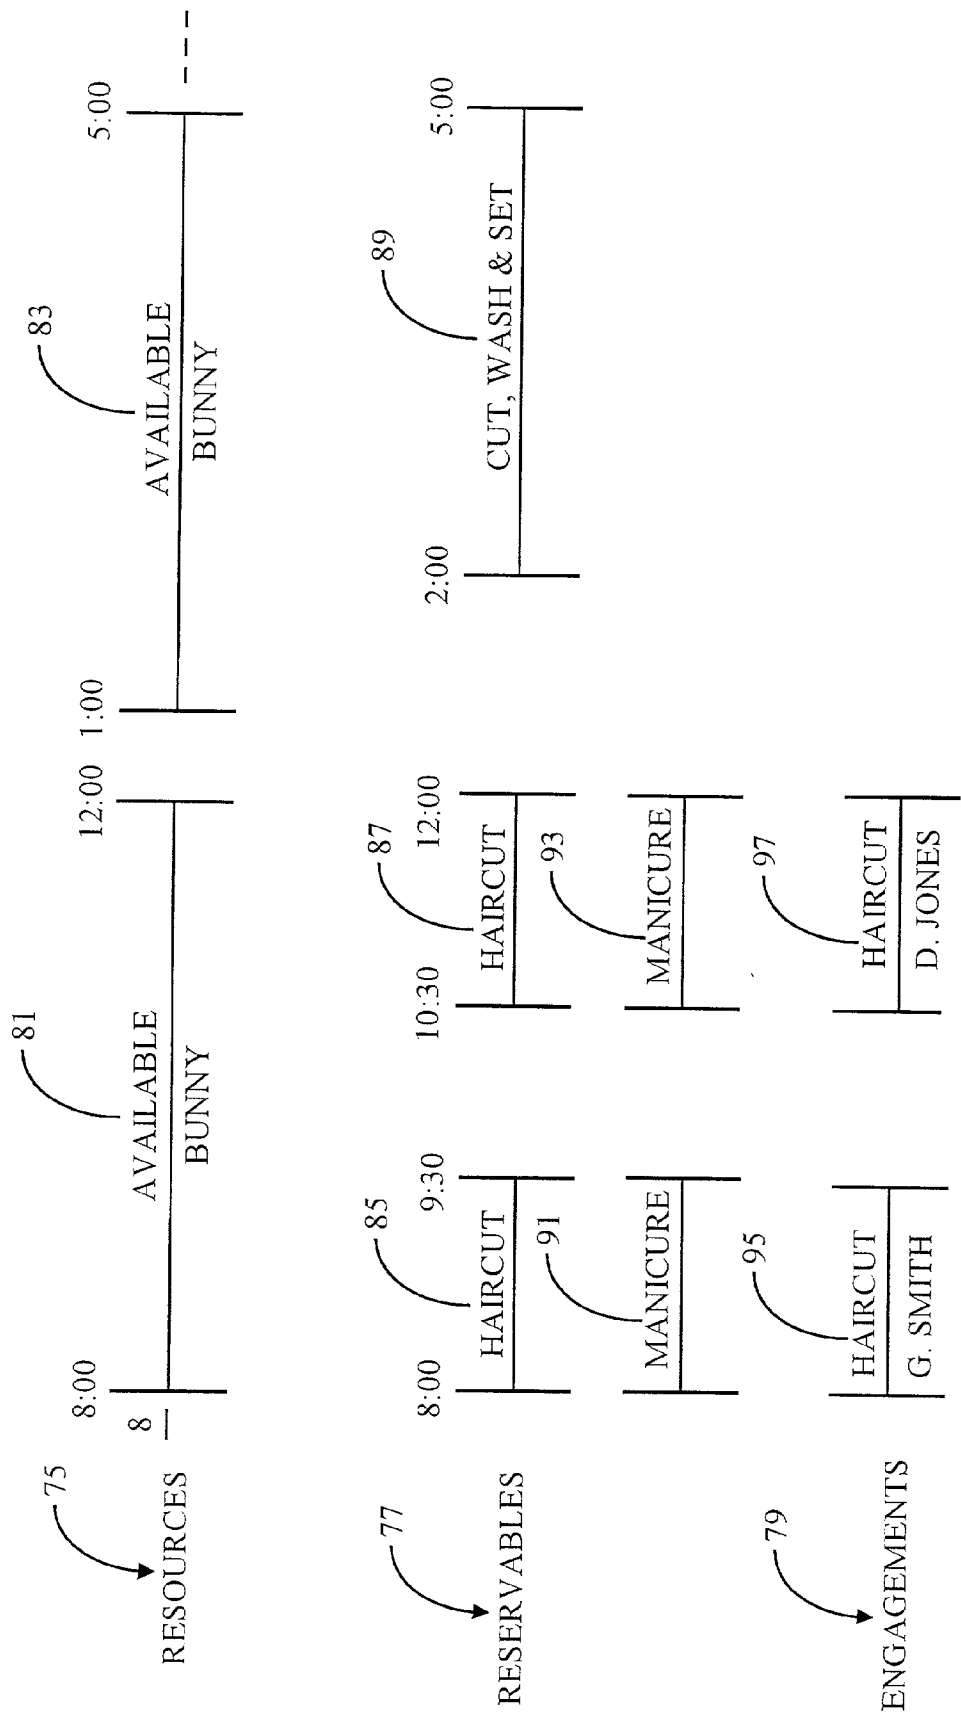 75
RESOURCES
8
8:00
81
AVAILABLE
BUNNY
12:00
1:00
83
AVAILABLE
BUNNY
5:00
77
RESERVABLES
8:00
85
HAIRCUT
9:30
10:30
87
HAIRCUT
12:00
2:00
89
CUT, WASH & SET
5:00
91
MANICURE
93
MANICURE
79
ENGAGEMENTS
95
HAIRCUT
G. SMITH
97
HAIRCUT
D. JONES